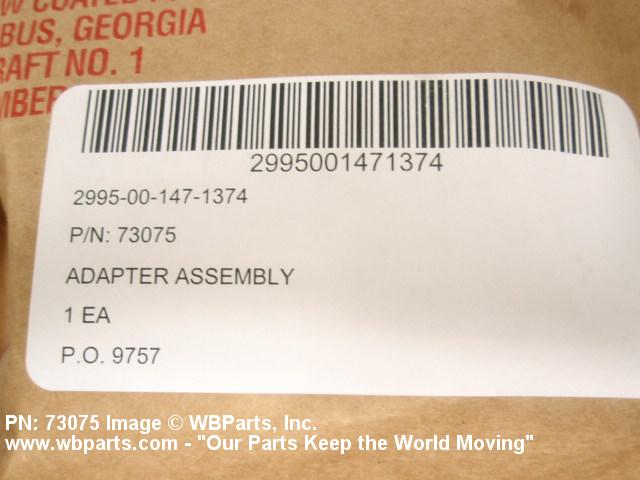 BUS, GEORGIA
RAFT NO. 1
2995001471374
2995-00-147-1374
P/N: 73075
ADAPTER ASSEMBLY
1 EA
P.O. 9757
PN: 73075 Image © WBParts, Inc.
www.wbparts.com - "Our Parts Keep the World Moving"